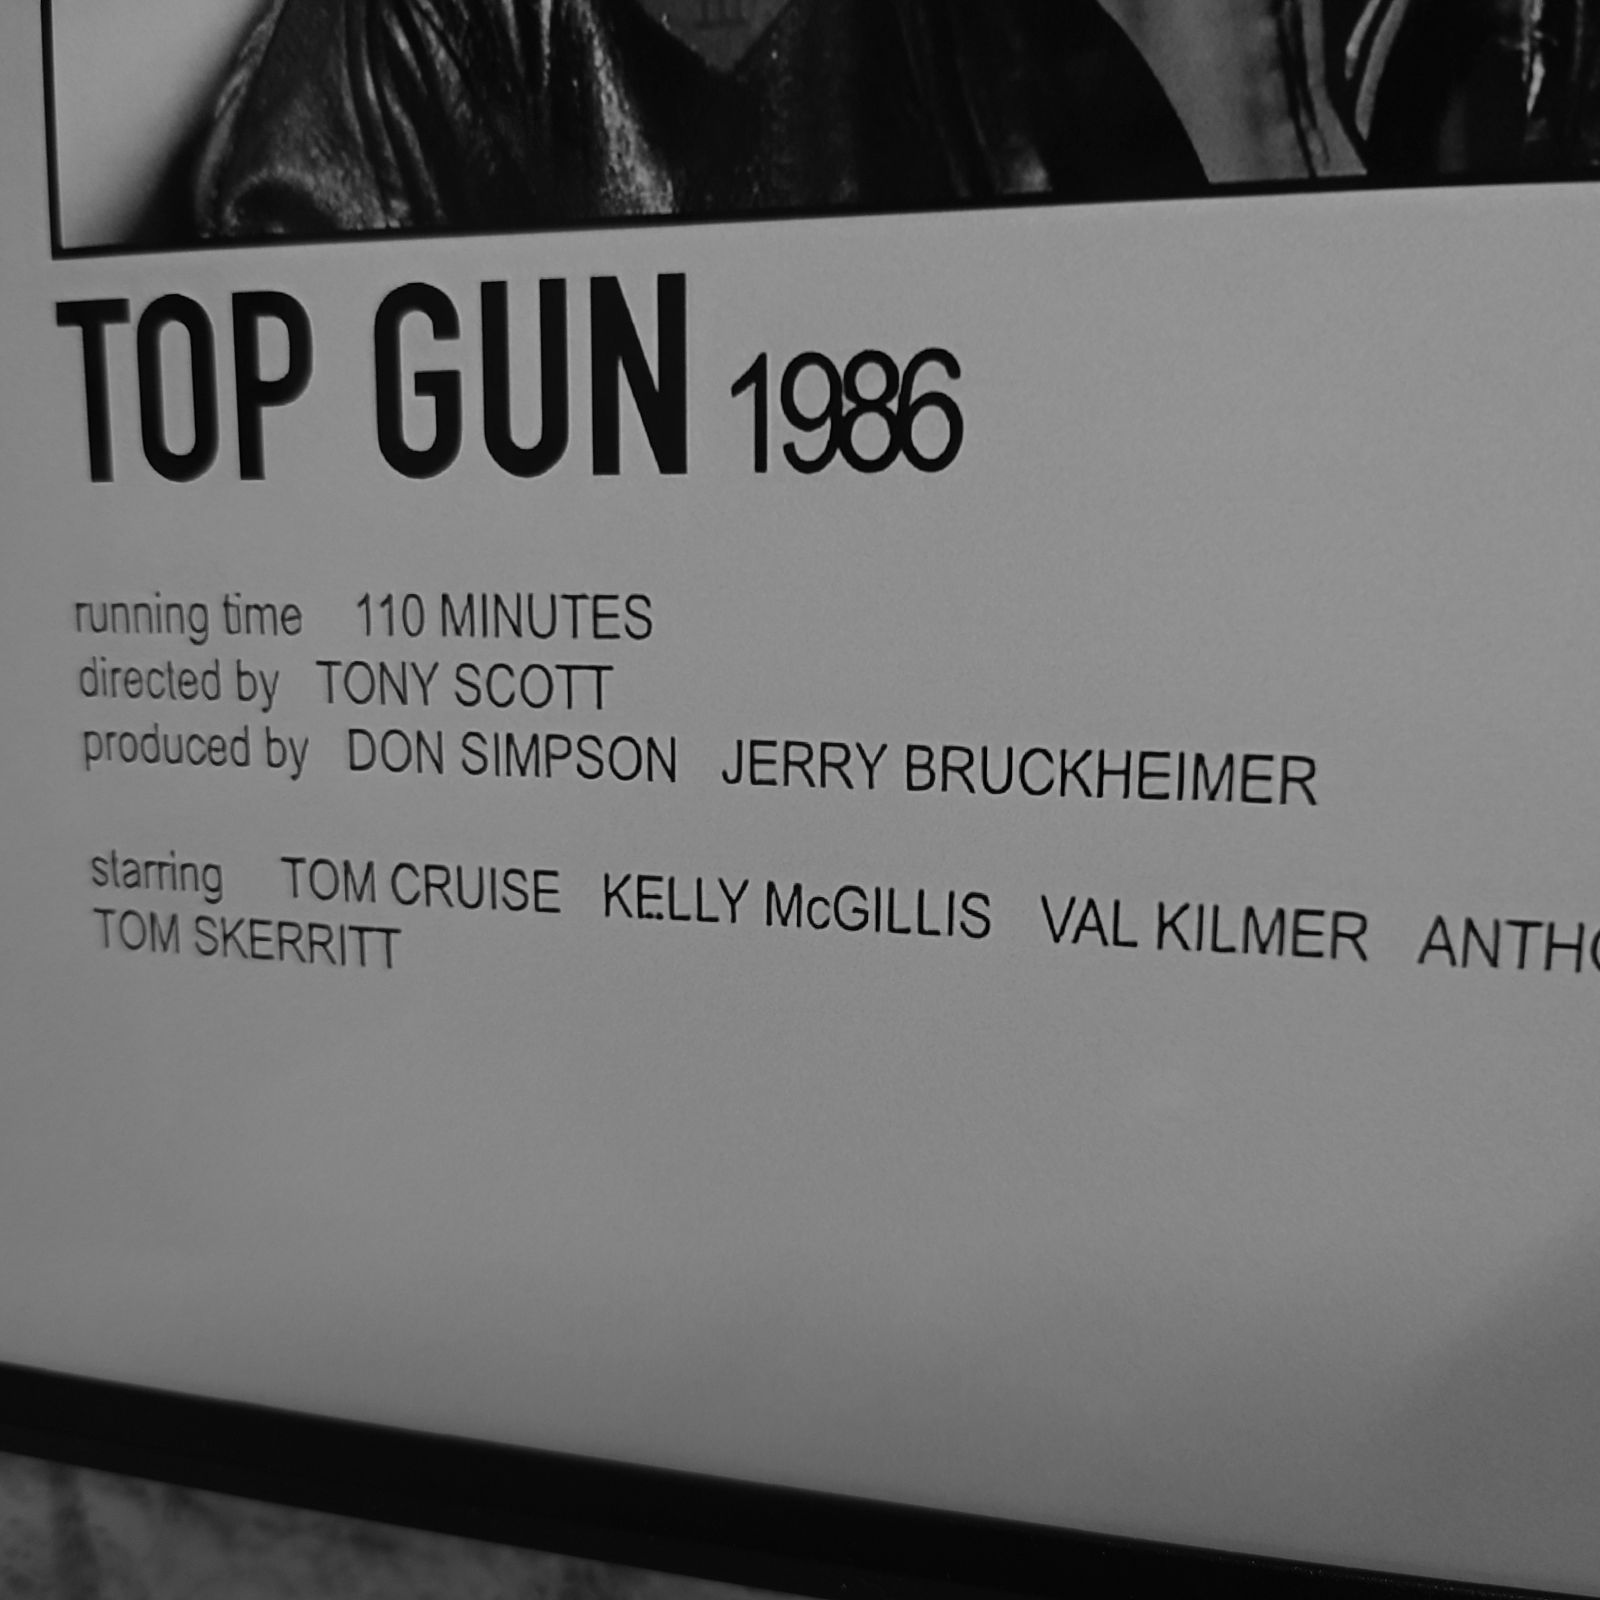 TOP GUN 1986
running time 110 MINUTES
directed by TONY SCOTT
produced by DON SIMPSON JERRY BRUCKHEIMER
starring TOM CRUISE KELLY McGILLIS VAL KILMER
TOM SKERRITT